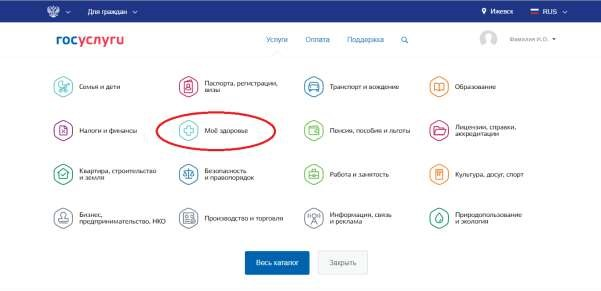 Для граждан Ижевск RUS
госуслуги Услуги Оплата Поддержка Фамилия И.О.
Семья и дети
Паспорта, регистрации,
визы
Транспорт и вождение
Образование
Налоги и финансы
Моё здоровье
Пенсия, пособия и льготы
Лицензии, справки,
аккредитации
Квартира, строительство
и земля
Безопасность
и правопорядок
Работа и занятость
Культура, досуг, спорт
Бизнес,
предпринимательство, НКО
Производство и торговля
Информация, связь
и реклама
Природопользование
и экология
Весь каталог Закрыть